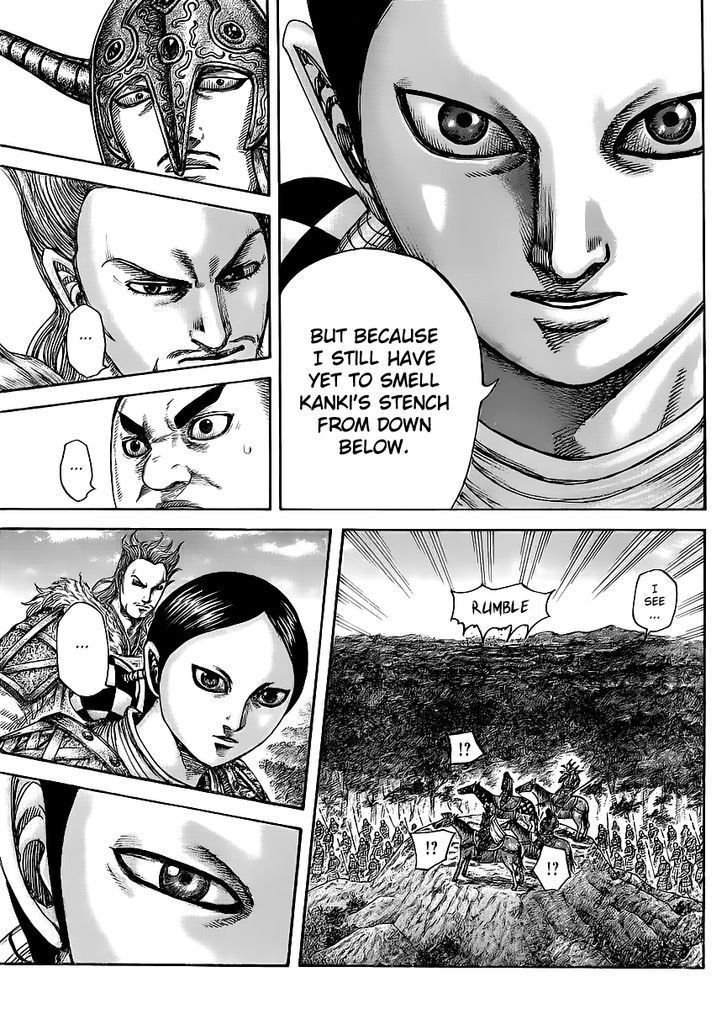 BUT BECAUSE
I STILL HAVE
YET TO SMELL
KANKI'S STENCH
FROM DOWN
BELOW.
...
...
...
RUMBLE
I
SEE
...
!?
!?
!?